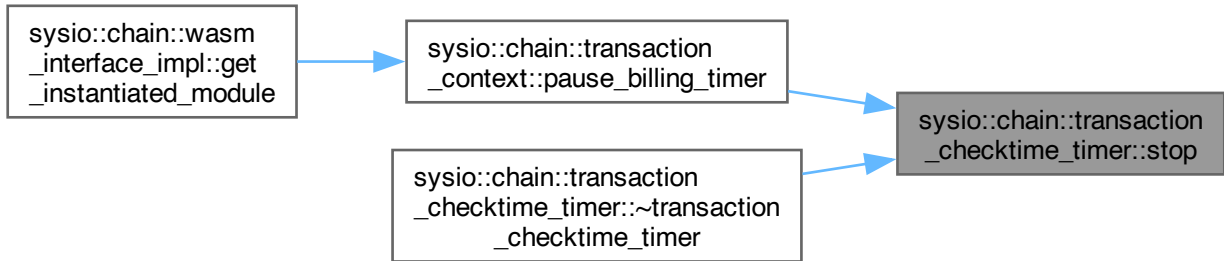 sysio::chain::wasm
_interface_impl::get
_instantiated_module
sysio::chain::transaction
_context::pause_billing_timer
sysio::chain::transaction
_checktime_timer::stop
sysio::chain::transaction
_checktime_timer::~transaction
_checktime_timer